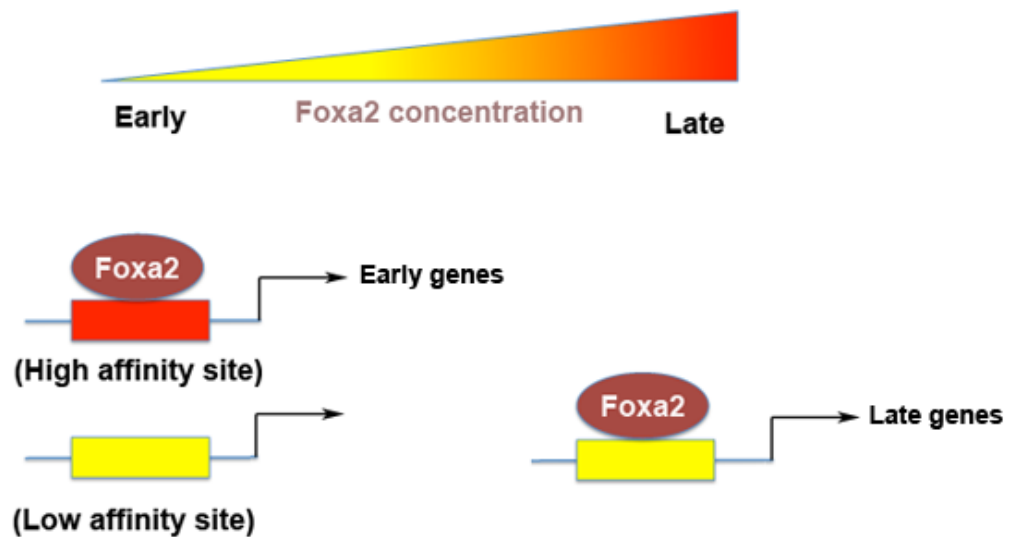 Early
Foxa2 concentration
Late
Foxa2
Early genes
(High affinity site)
Foxa2
Late genes
(Low affinity site)